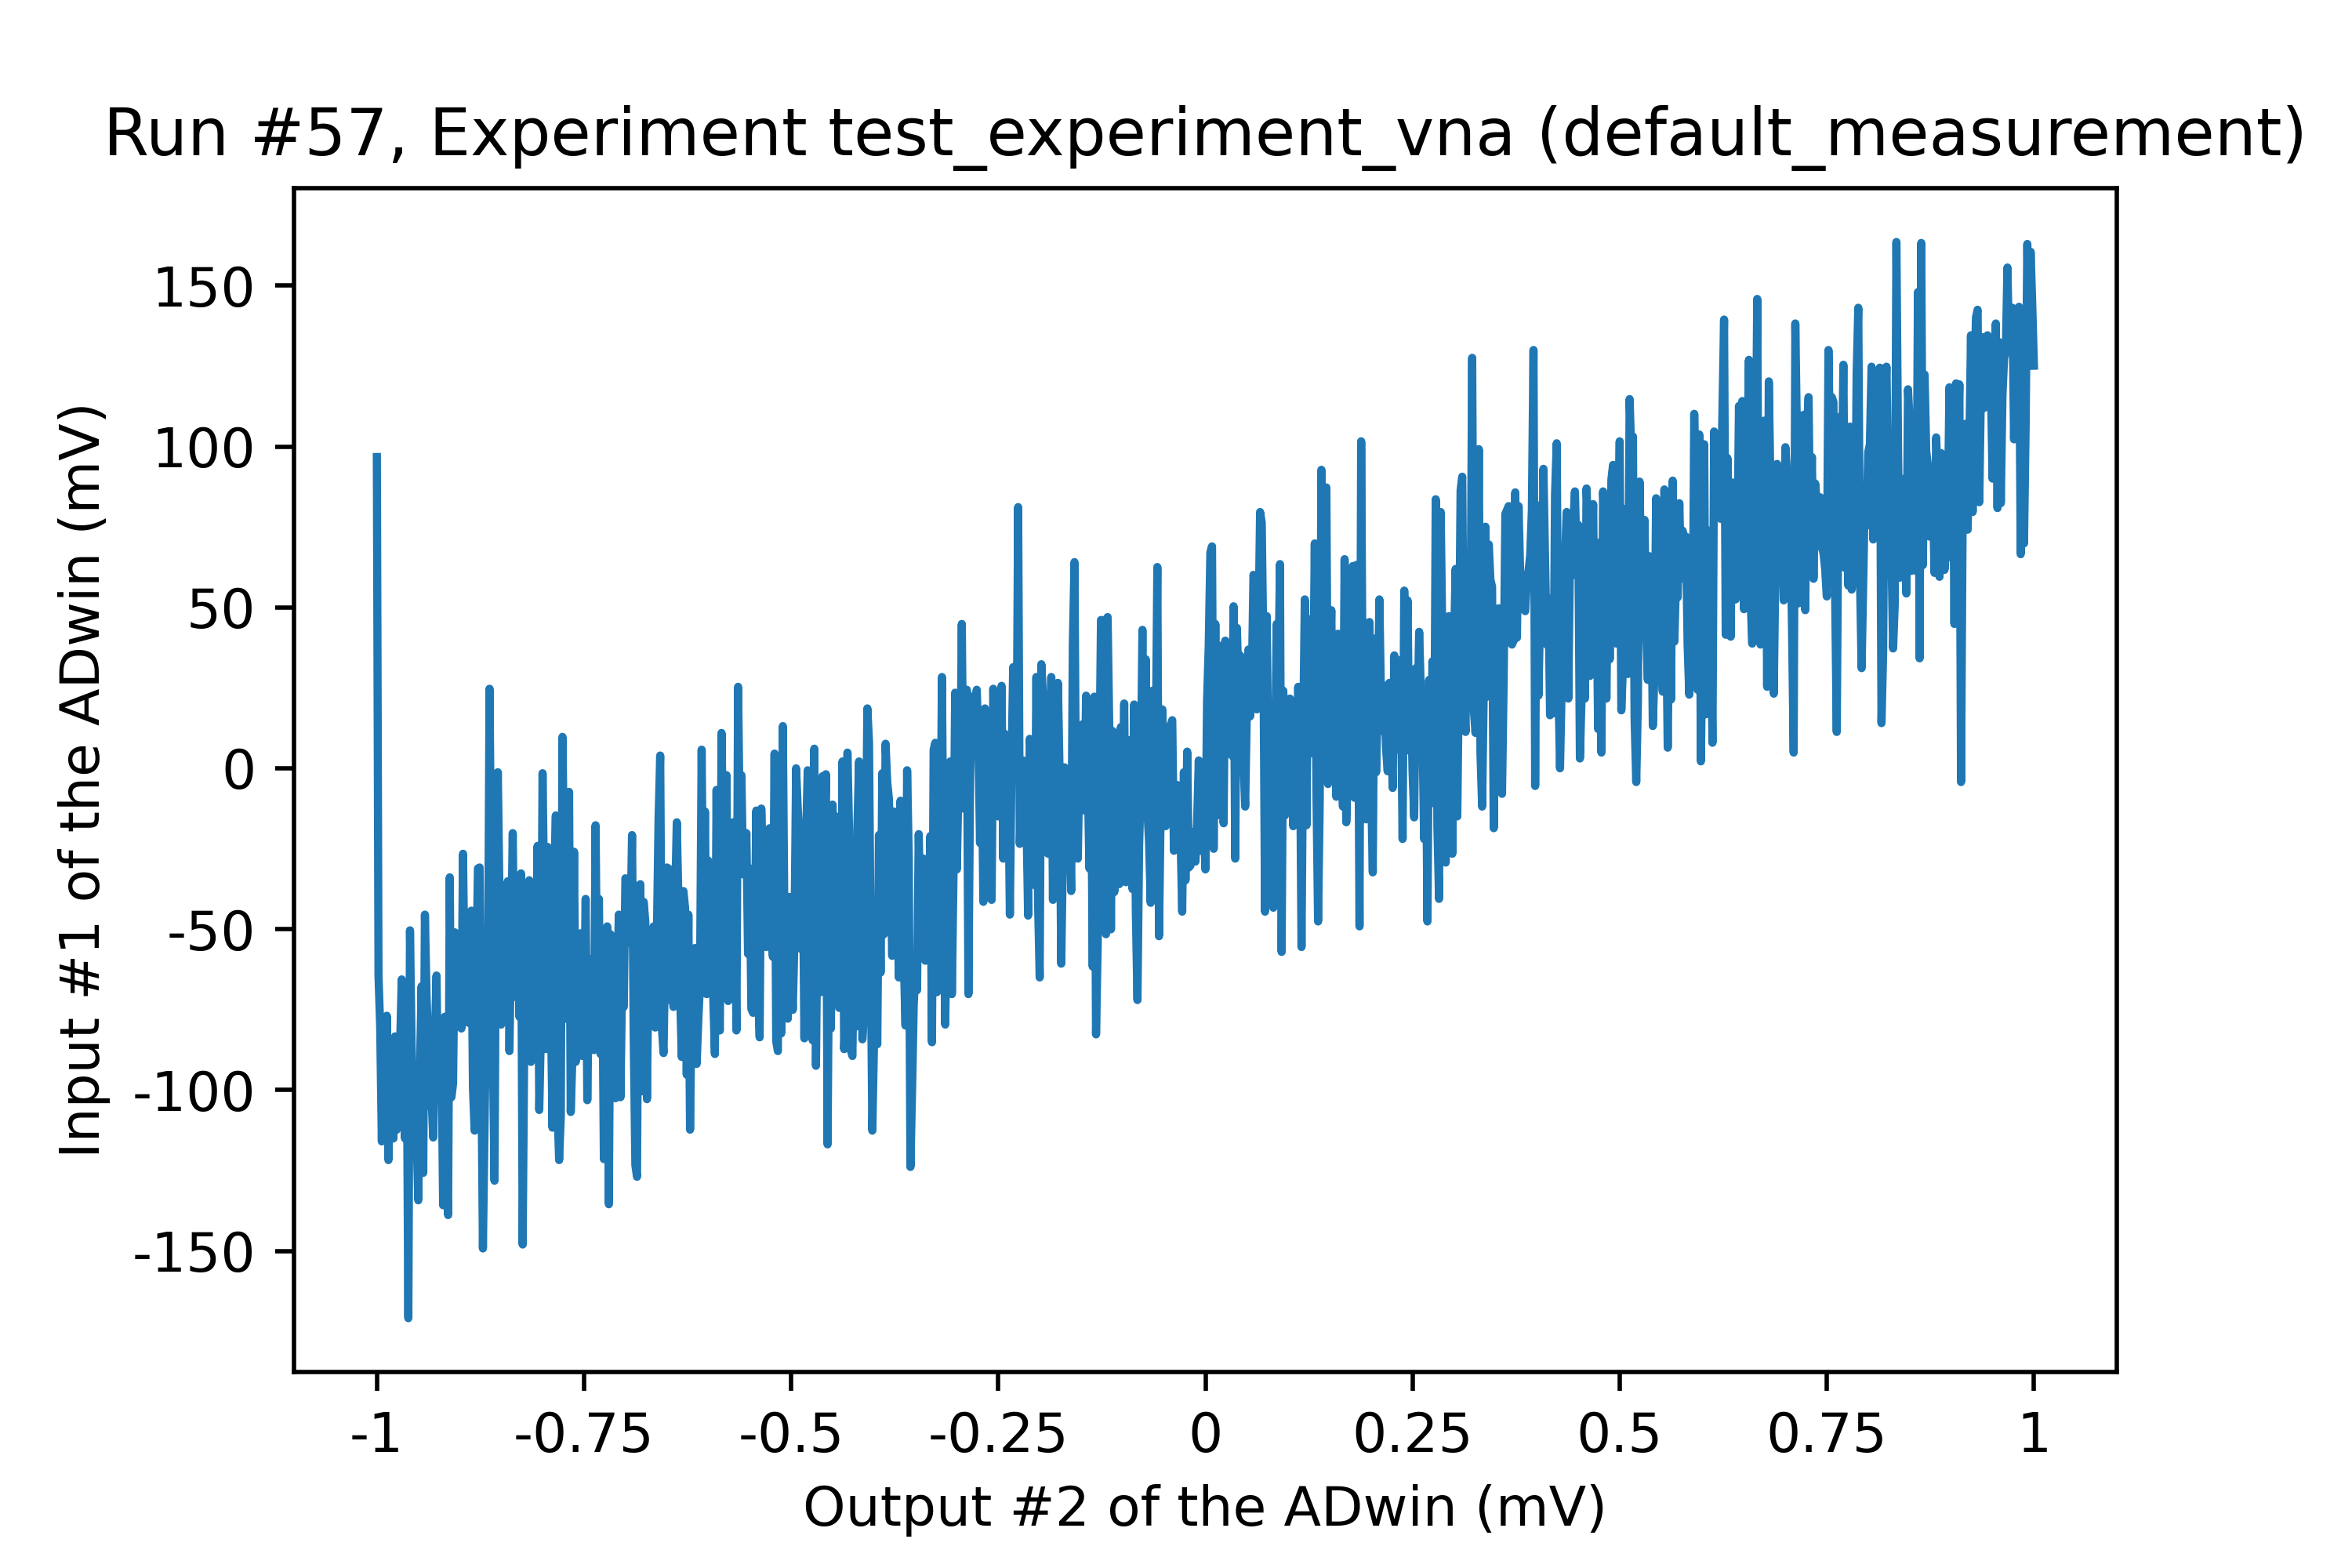 Run #57, Experiment test_experiment_vna (default_measurement)
Input #1 of the ADwin (mV)
150
100
50
0
-50
-100
-150
-1 -0.75 -0.5 -0.25 0 0.25 0.5 0.75 1
Output #2 of the ADwin (mV)